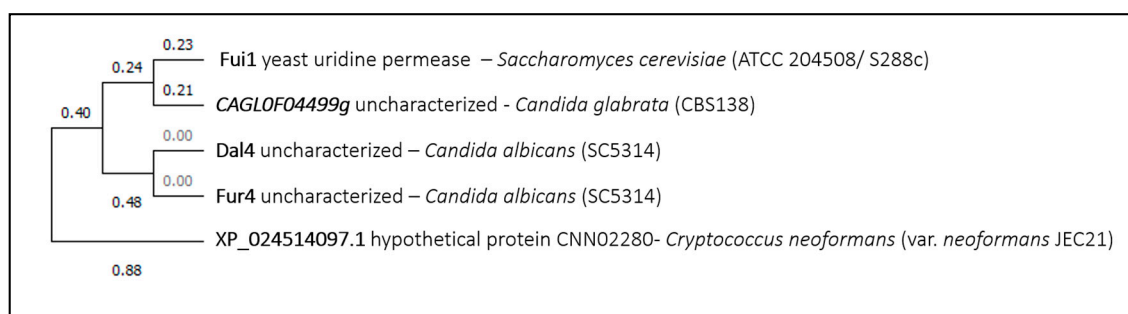 0.23
Fui1 yeast uridine permease – Saccharomyces cerevisiae (ATCC 204508/ S288c)
0.24
0.21
CAGL0F04499g uncharacterized - Candida glabrata (CBS138)
0.40
0.00
Dal4 uncharacterized – Candida albicans (SC5314)
0.00
Fur4 uncharacterized – Candida albicans (SC5314)
0.48
XP_024514097.1 hypothetical protein CNN02280- Cryptococcus neoformans (var. neoformans JEC21)
0.88